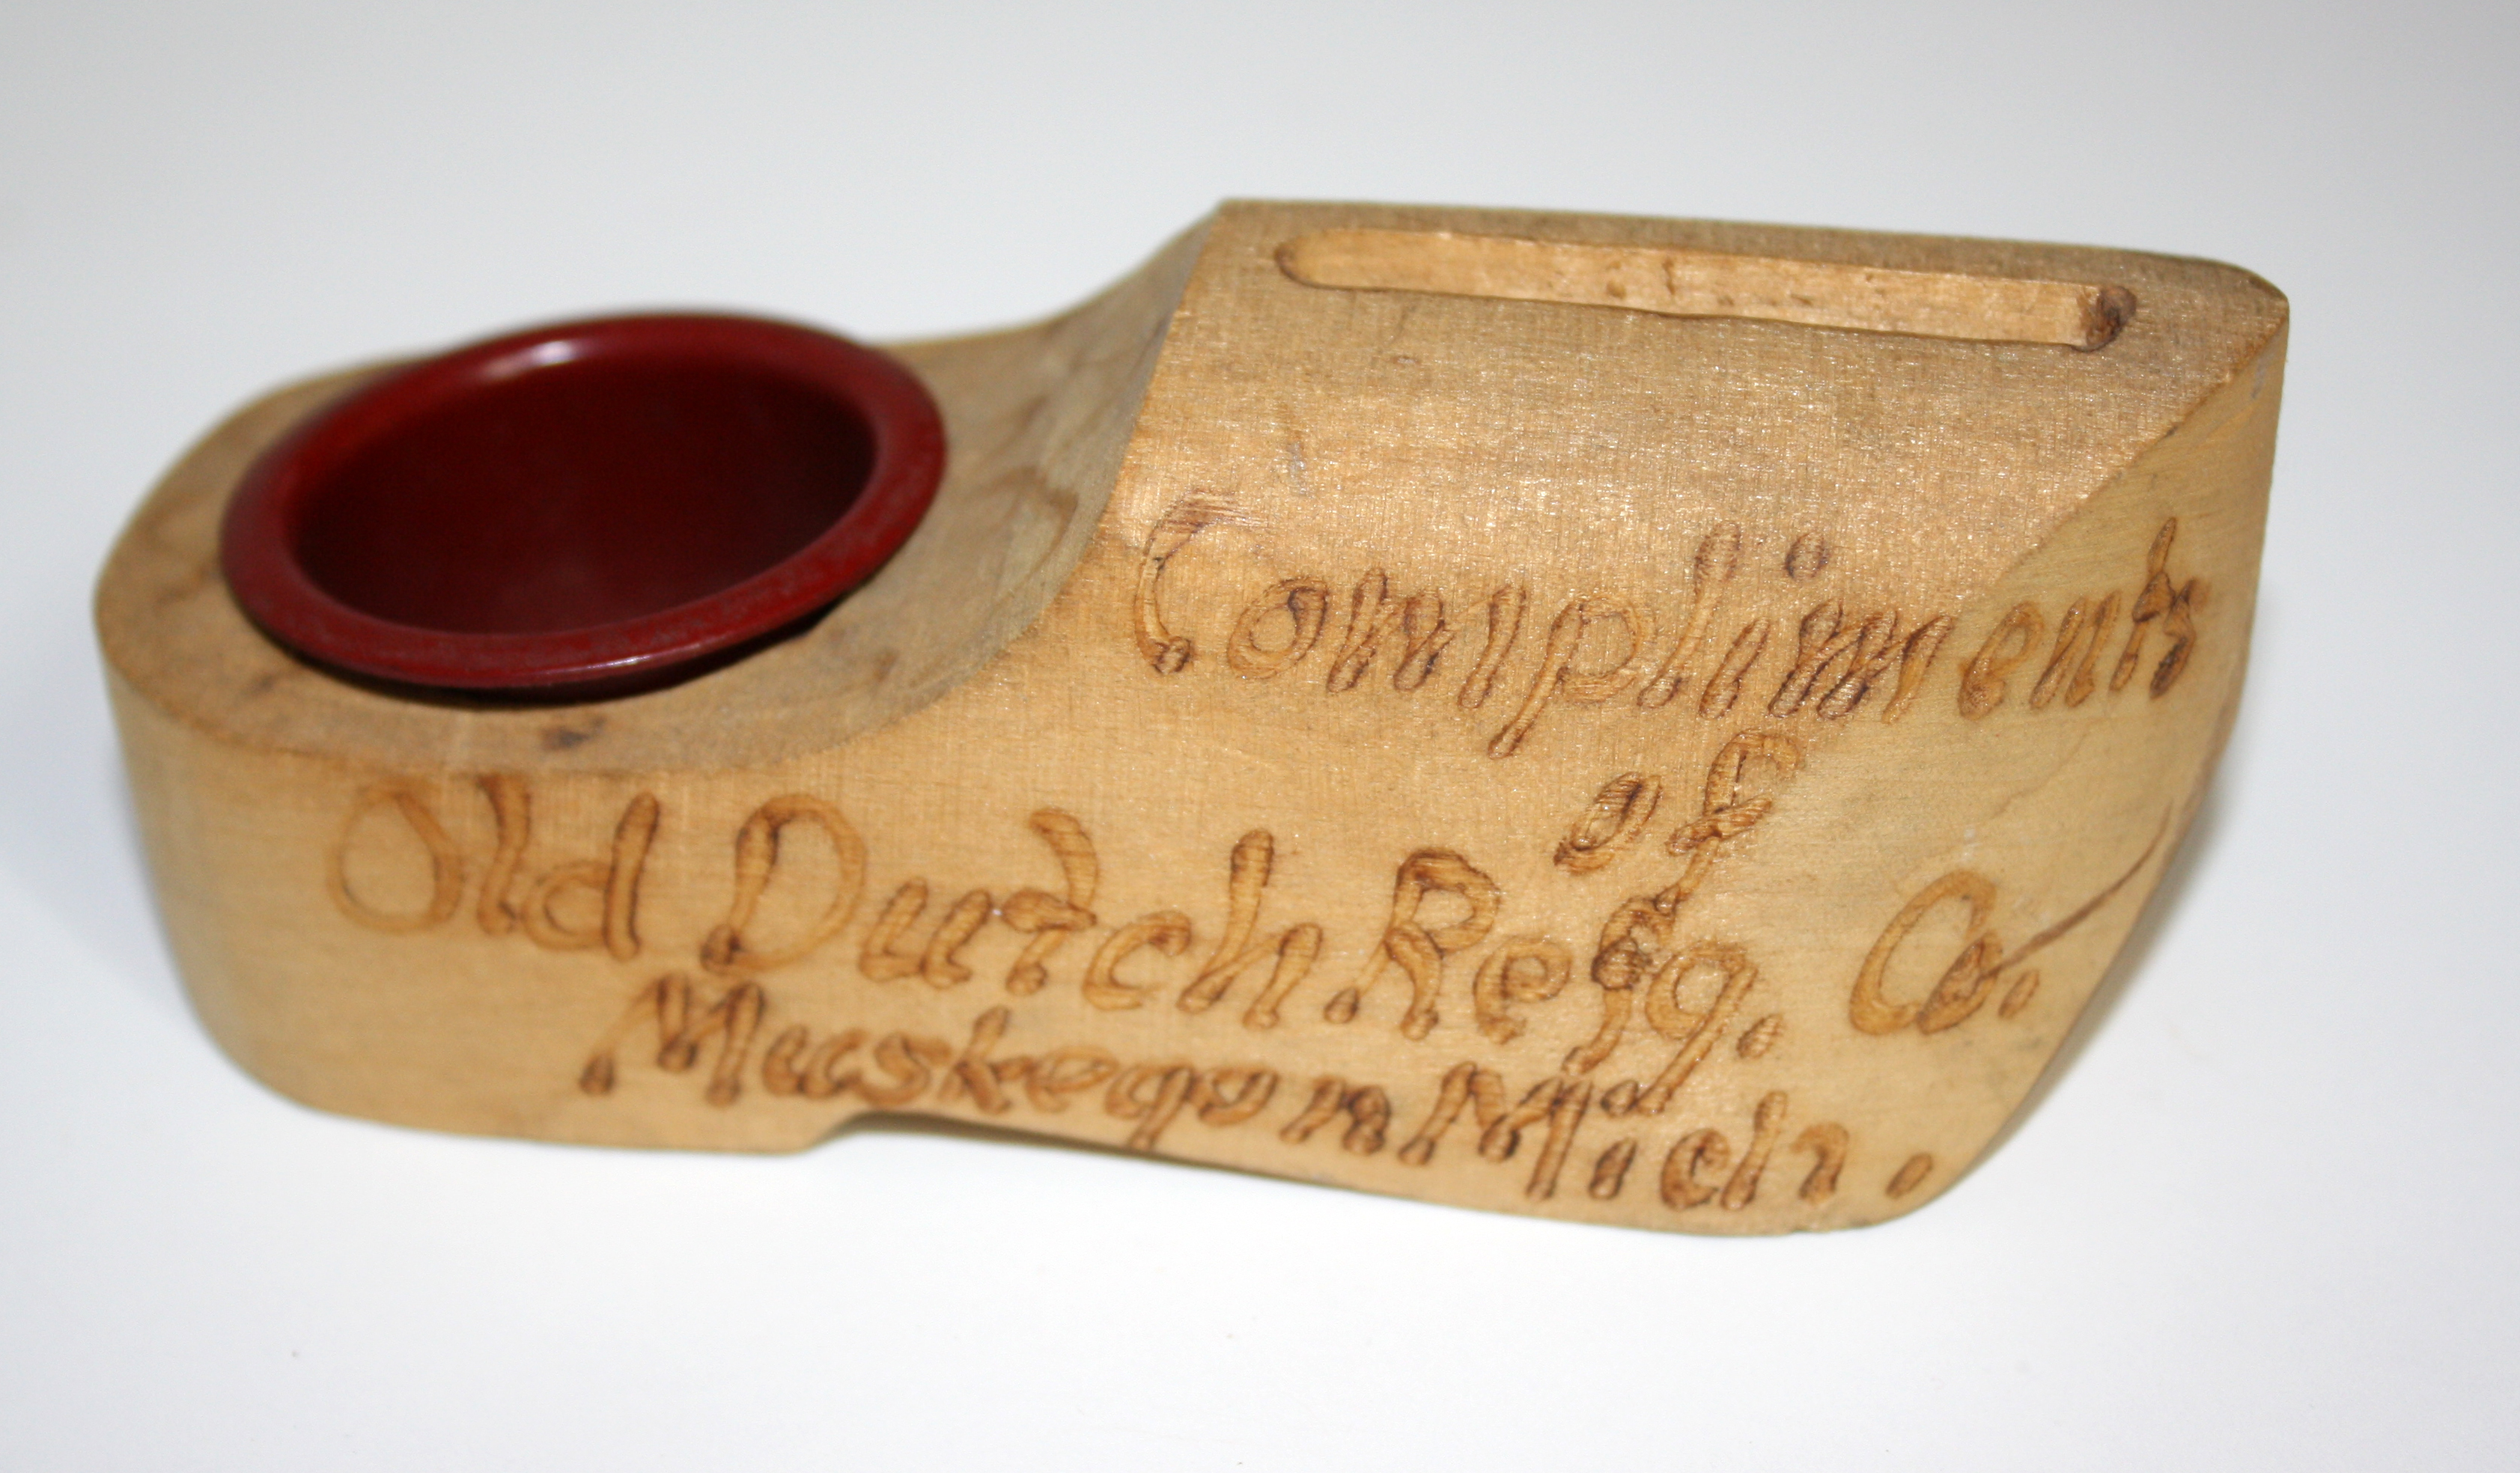 Compliments
of
Old Dutch Refg. Co.
Muskegon Mich.